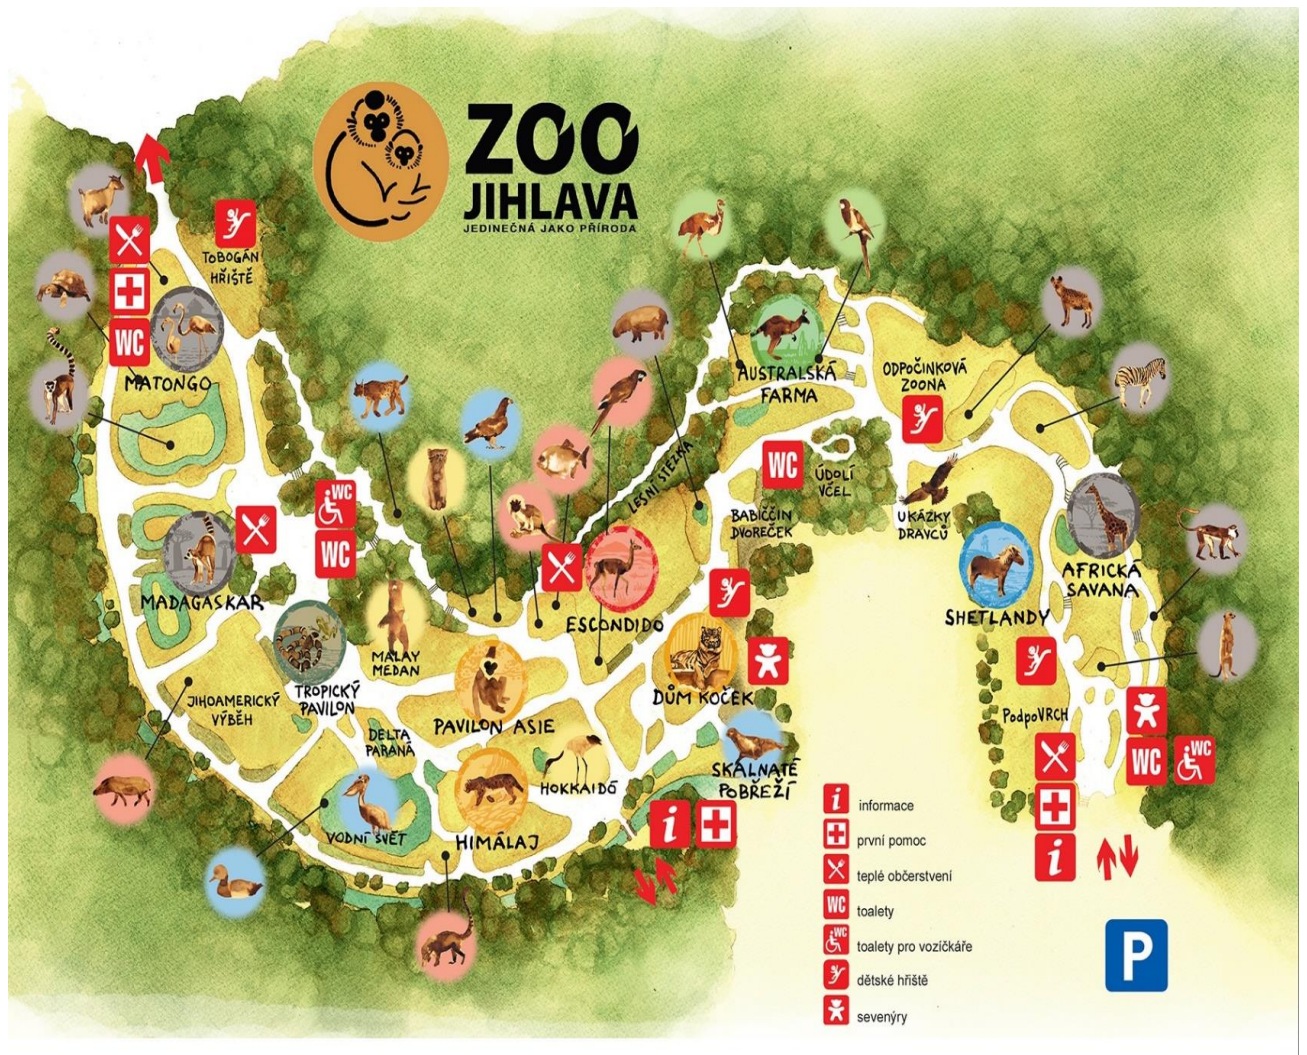 ZOO
JIHLAVA
JEDINEČNÁ JAKO PŘÍRODA
TOBOGÁN
HŘIŠTĚ
WC
MATONGO
AUSTRALSKÁ
FARMA
ODPOČINKOVÁ
ZOONA
LESNÍ STEZKA
WC
ÚDOLÍ
VČEL
BABIČČIN
DVOREČEK
UKÁZKY
DRAVCŮ
WC
WC
MADAGASKAR
ESCONDIDO
AFRICKÁ
SAVANA
SHETLANDY
MALAY
MEDAN
TROPICKÝ
PAVILON
JIHOAMERICKÝ
VÝBĚH
DELTA
PARANÁ
PAVILON ASIE
DŮM KOČEK
PodpoVRCH
WC
WC
SKALNATÉ
POBŘEŽÍ
HOKKAIDÓ
VODNÍ SVĚT
HIMÁLAJ
i
i
P
i informace
první pomoc
teplé občerstvení
WC toalety
WC toalety pro vozíčkáře
dětské hřiště
sevenýry